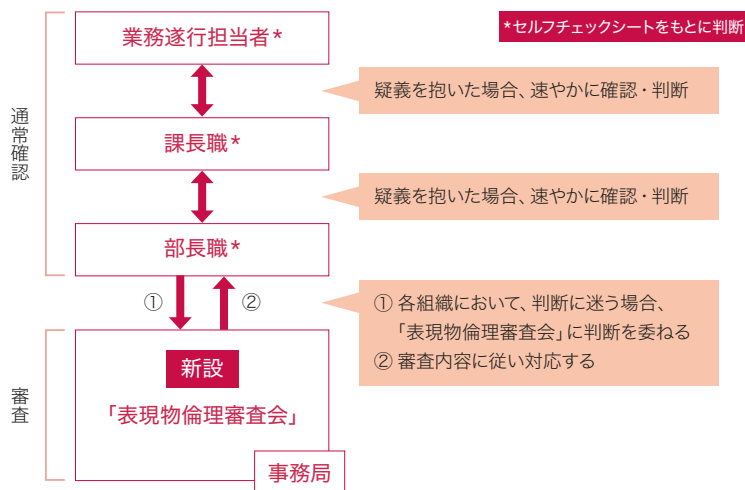 *セルフチェックシートをもとに判断
通常確認
業務遂行担当者*
疑義を抱いた場合、速やかに確認・判断
課長職*
疑義を抱いた場合、速やかに確認・判断
部長職*
① ②
① 各組織において、判断に迷う場合、
「表現物倫理審査会」に判断を委ねる
② 審査内容に従い対応する
審査
新設
「表現物倫理審査会」
事務局